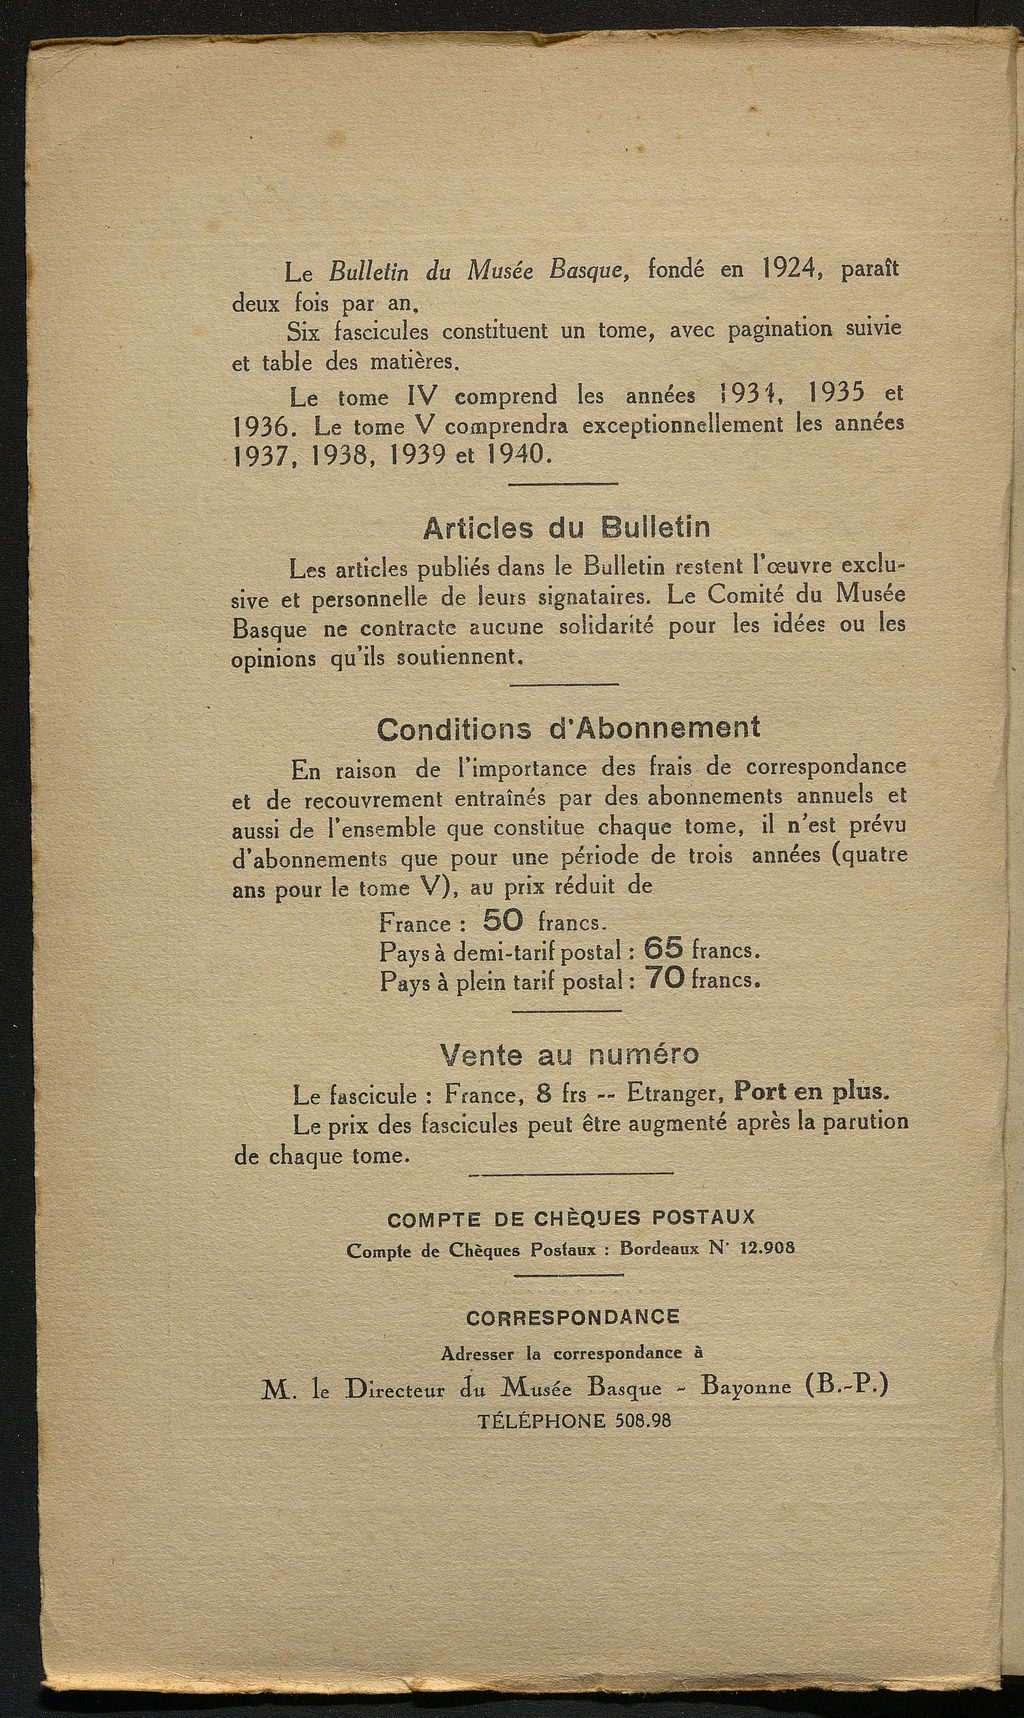 Le Bulletin du Musée Basque, fondé en 1924, paraît
deux fois par an.
Six fascicules constituent un tome, avec pagination suivie
et table des matières.
Le tome IV comprend les années 1934, 1935 et
1936. Le tome V comprendra exceptionnellement les années
1937, 1938, 1939 et 1940.
Articles du Bulletin
Les articles publiés dans le Bulletin restent l'œuvre exclu-
sive et personnelle de leurs signataires. Le Comité du Musée
Basque ne contracte aucune solidarité pour les idées ou les
opinions qu'ils soutiennent.
Conditions d'Abonnement
En raison de l'importance des frais de correspondance
et de recouvrement entraînés par des abonnements annuels et
aussi de l'ensemble que constitue chaque tome, il n'est prévu
d'abonnements que pour une période de trois années (quatre
ans pour le tome V), au prix réduit de
France : 50 francs.
Pays à demi-tarif postal : 65 francs.
Pays à plein tarif postal : 70 francs.
Vente au numéro
Le fascicule : France, 8 frs -- Etranger, Port en plus.
Le prix des fascicules peut être augmenté après la parution
de chaque tome.
COMPTE DE CHÈQUES POSTAUX
Compte de Chèques Postaux : Bordeaux N° 12.908
CORRESPONDANCE
Adresser la correspondance à
M. le Directeur du Musée Basque - Bayonne (B.-P.)
TÉLÉPHONE 508.98